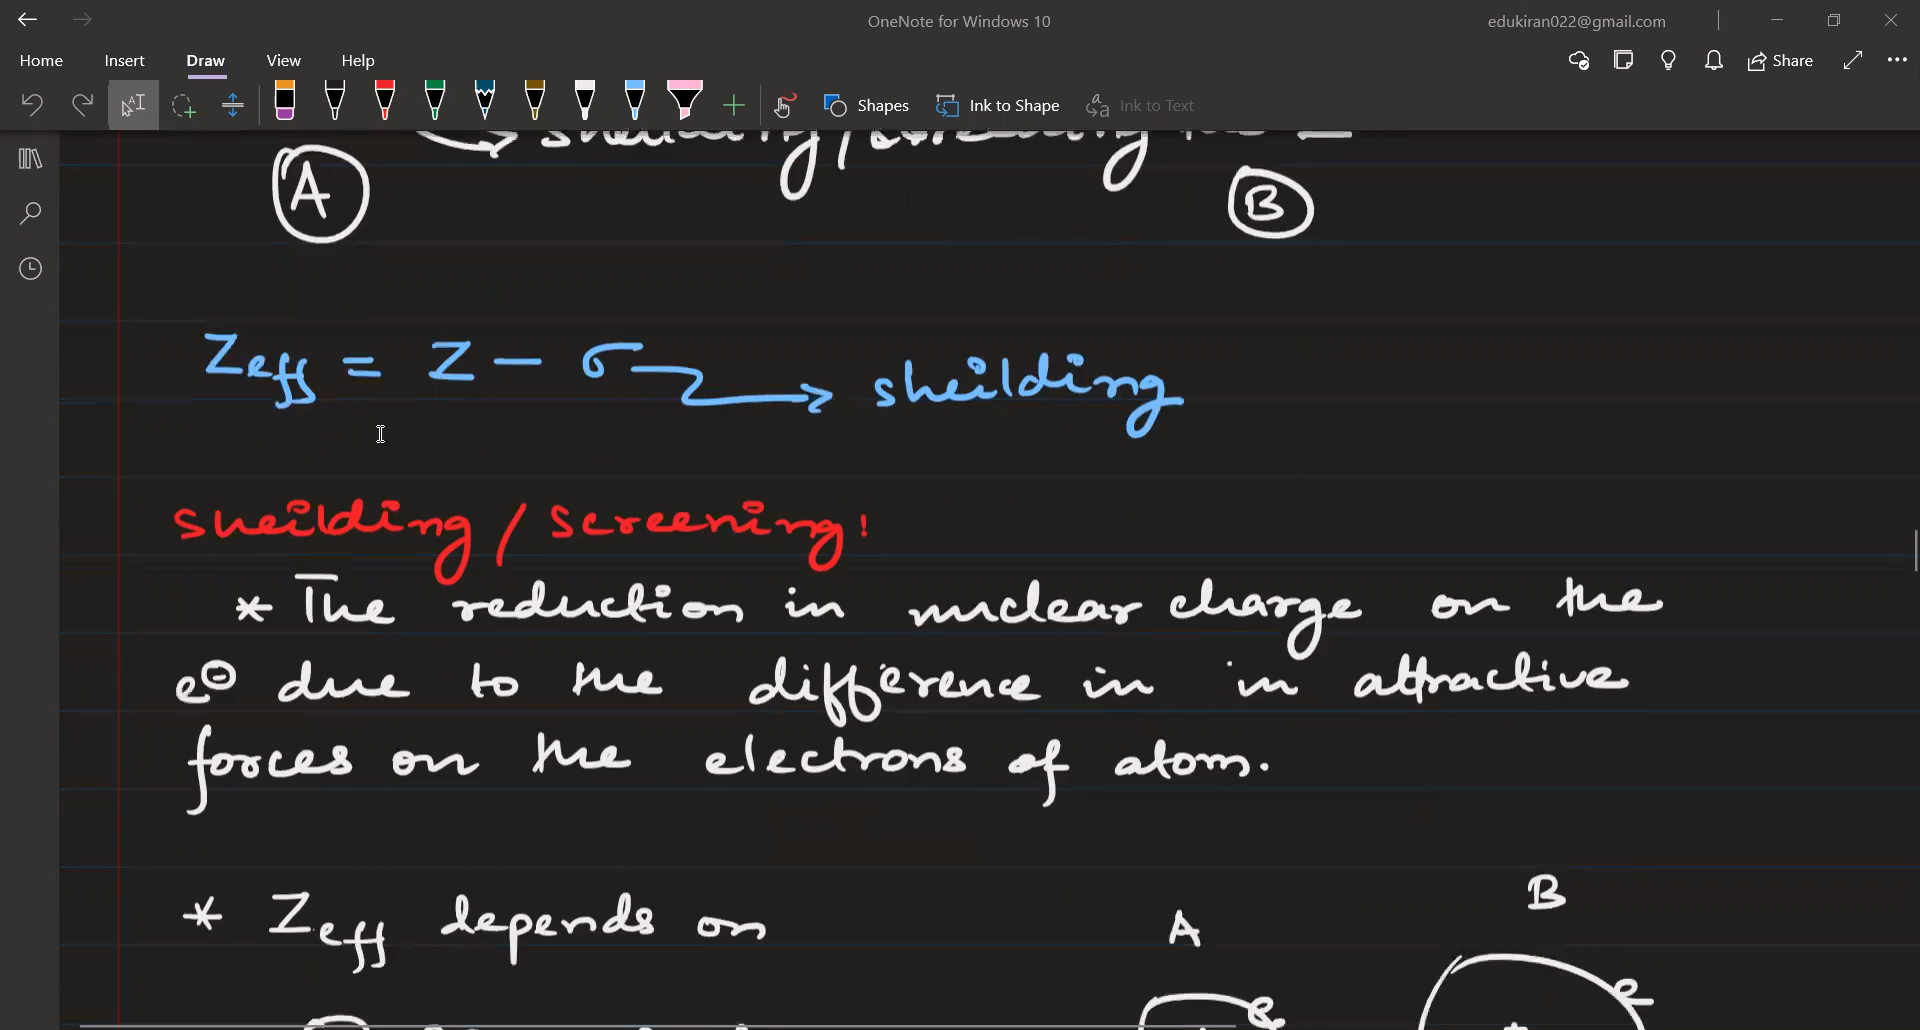 OneNote for Windows 10
edukiran022@gmail.com
Home Insert Draw View Help
Share
Shapes Ink to Shape Ink to Text
A
B
Zeff = Z - σ → sheilding
sheilding / screening:
* The reduction in nuclear charge on the
e⊖ due to the difference in in attractive
forces on the electrons of atom.
* Zeff depends on
A
B
e
e